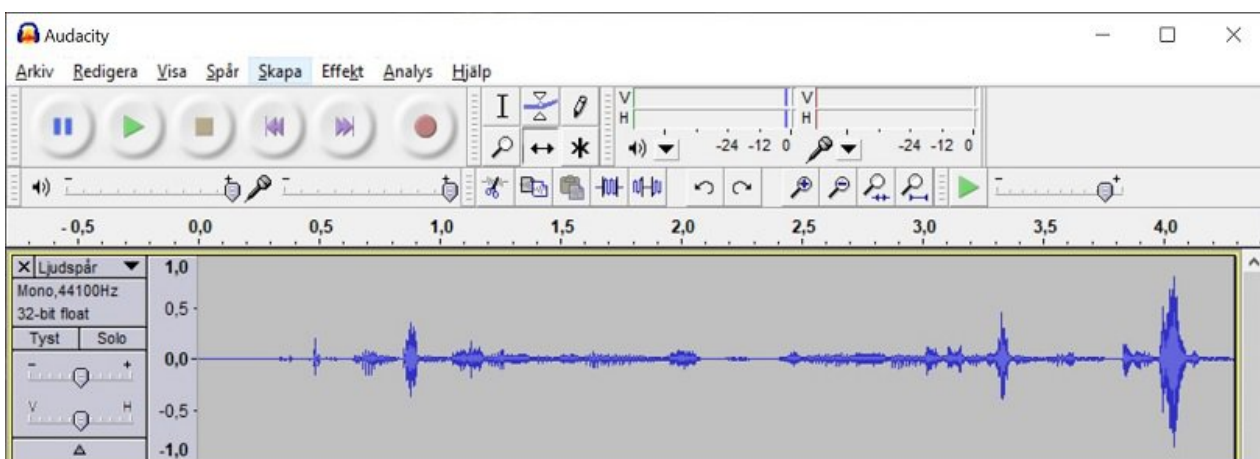 Audacity
Arkiv Redigera Visa Spår Skapa Effekt Analys Hjälp
V V
H H
-24 -12 0 -24 -12 0
- +  - +  - +
- 0,5 0,0 0,5 1,0 1,5 2,0 2,5 3,0 3,5 4,0
X Ljudspår 1,0
Mono,44100Hz
32-bit float 0,5
Tyst Solo
- + 0,0
V H -0,5
-1,0